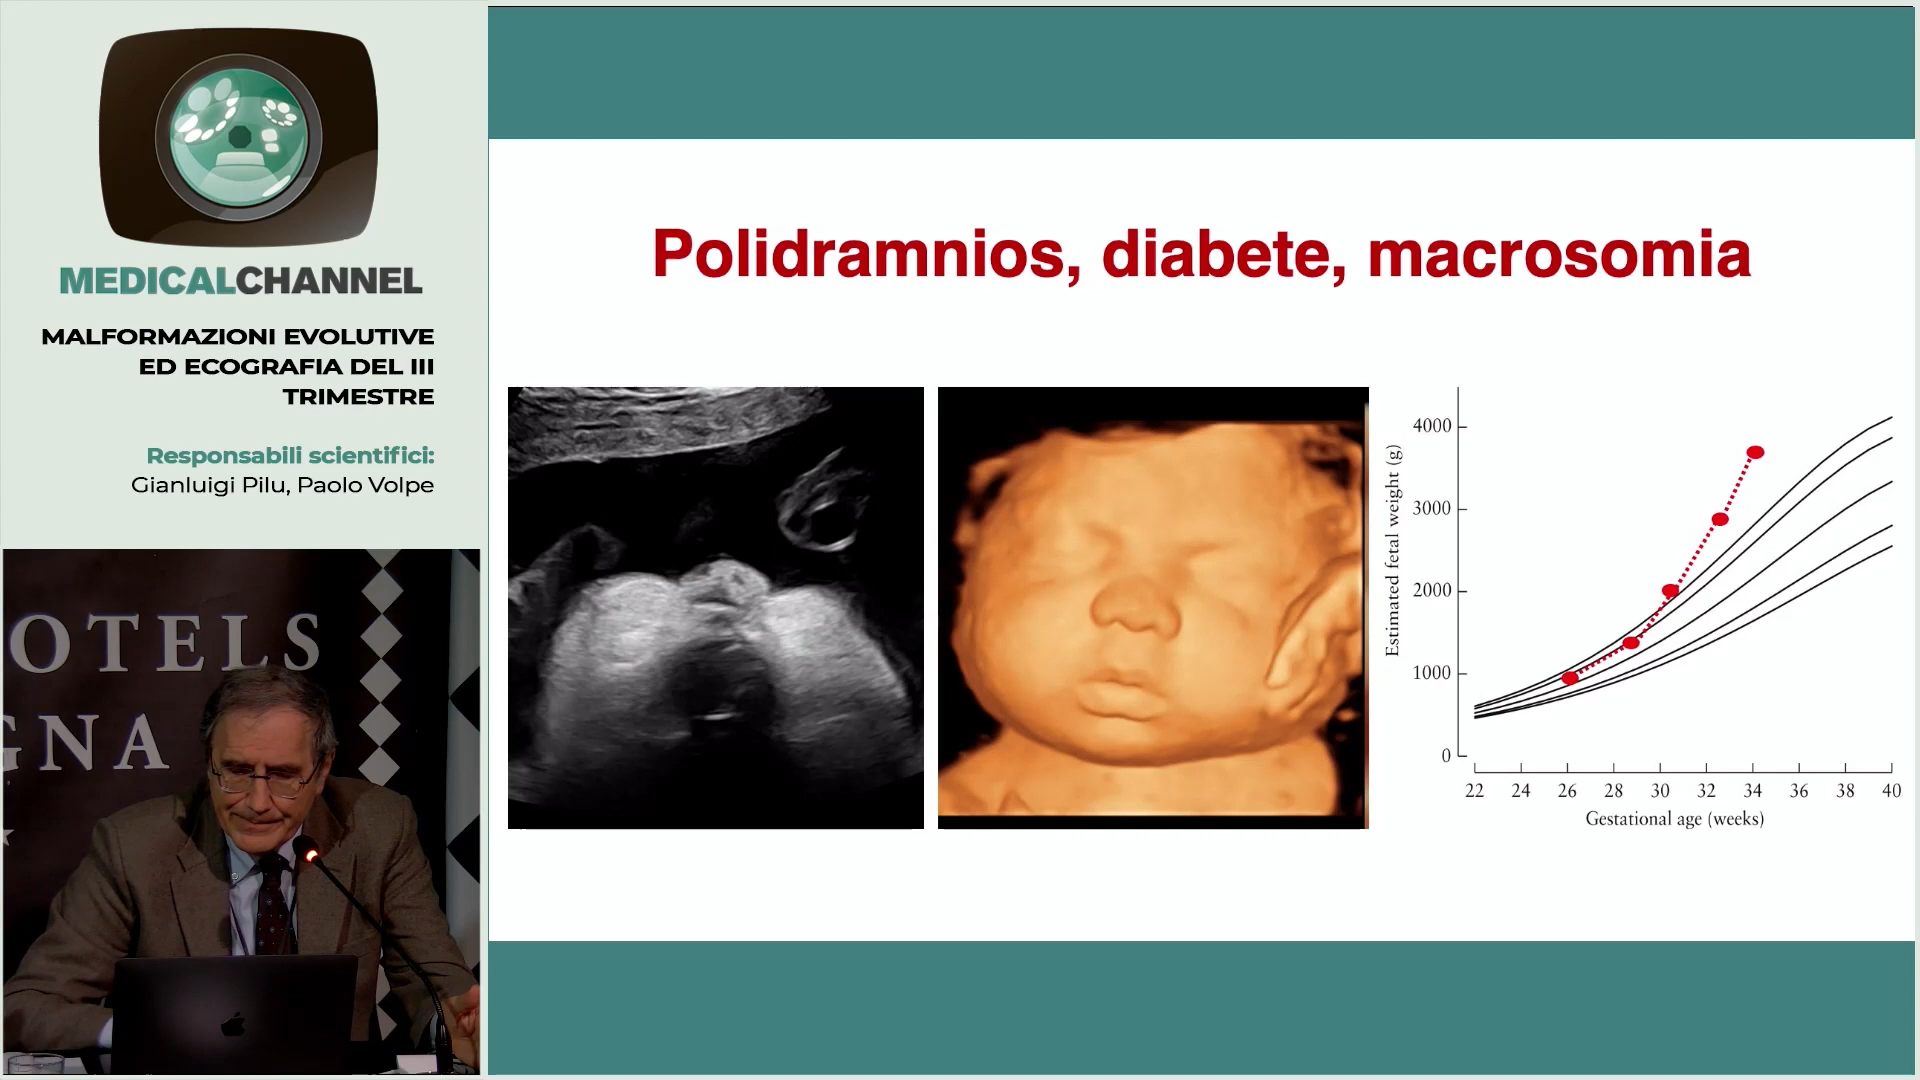 MEDICALCHANNEL
MALFORMAZIONI EVOLUTIVE
ED ECOGRAFIA DEL III
TRIMESTRE
Responsabili scientifici:
Gianluigi Pilu, Paolo Volpe
OTELS
GNA
Polidramnios, diabete, macrosomia
Estimated fetal weight (g)
4000
3000
2000
1000
0
22 24 26 28 30 32 34 36 38 40
Gestational age (weeks)